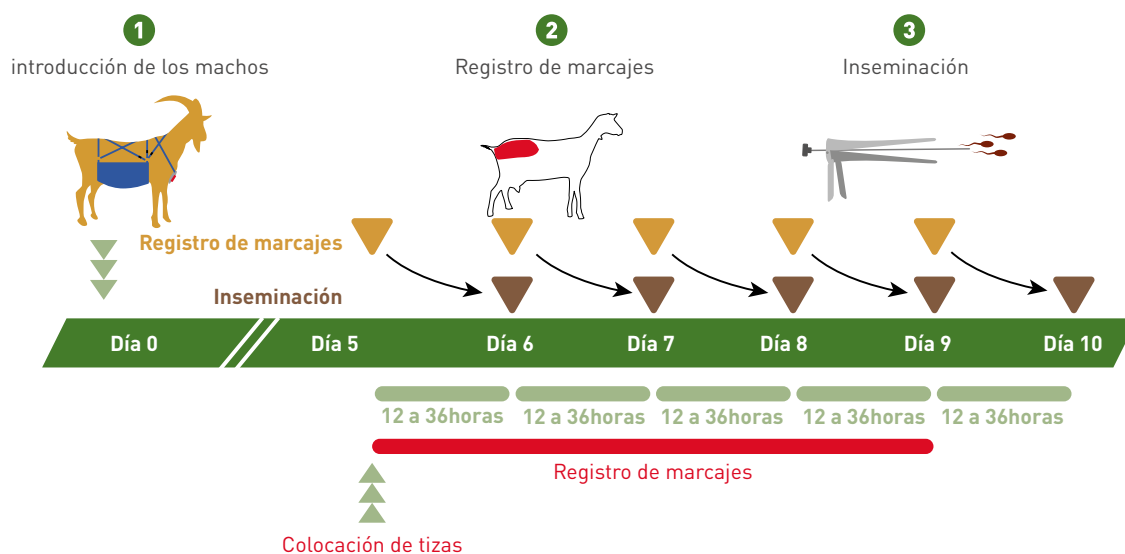 1
2
3
introducción de los machos
Registro de marcajes
Inseminación
Registro de marcajes
Inseminación
Día 0
Día 5
Día 6
Día 7
Día 8
Día 9
Día 10
12 a 36horas
12 a 36horas
12 a 36horas
12 a 36horas
12 a 36horas
Registro de marcajes
Colocación de tizas